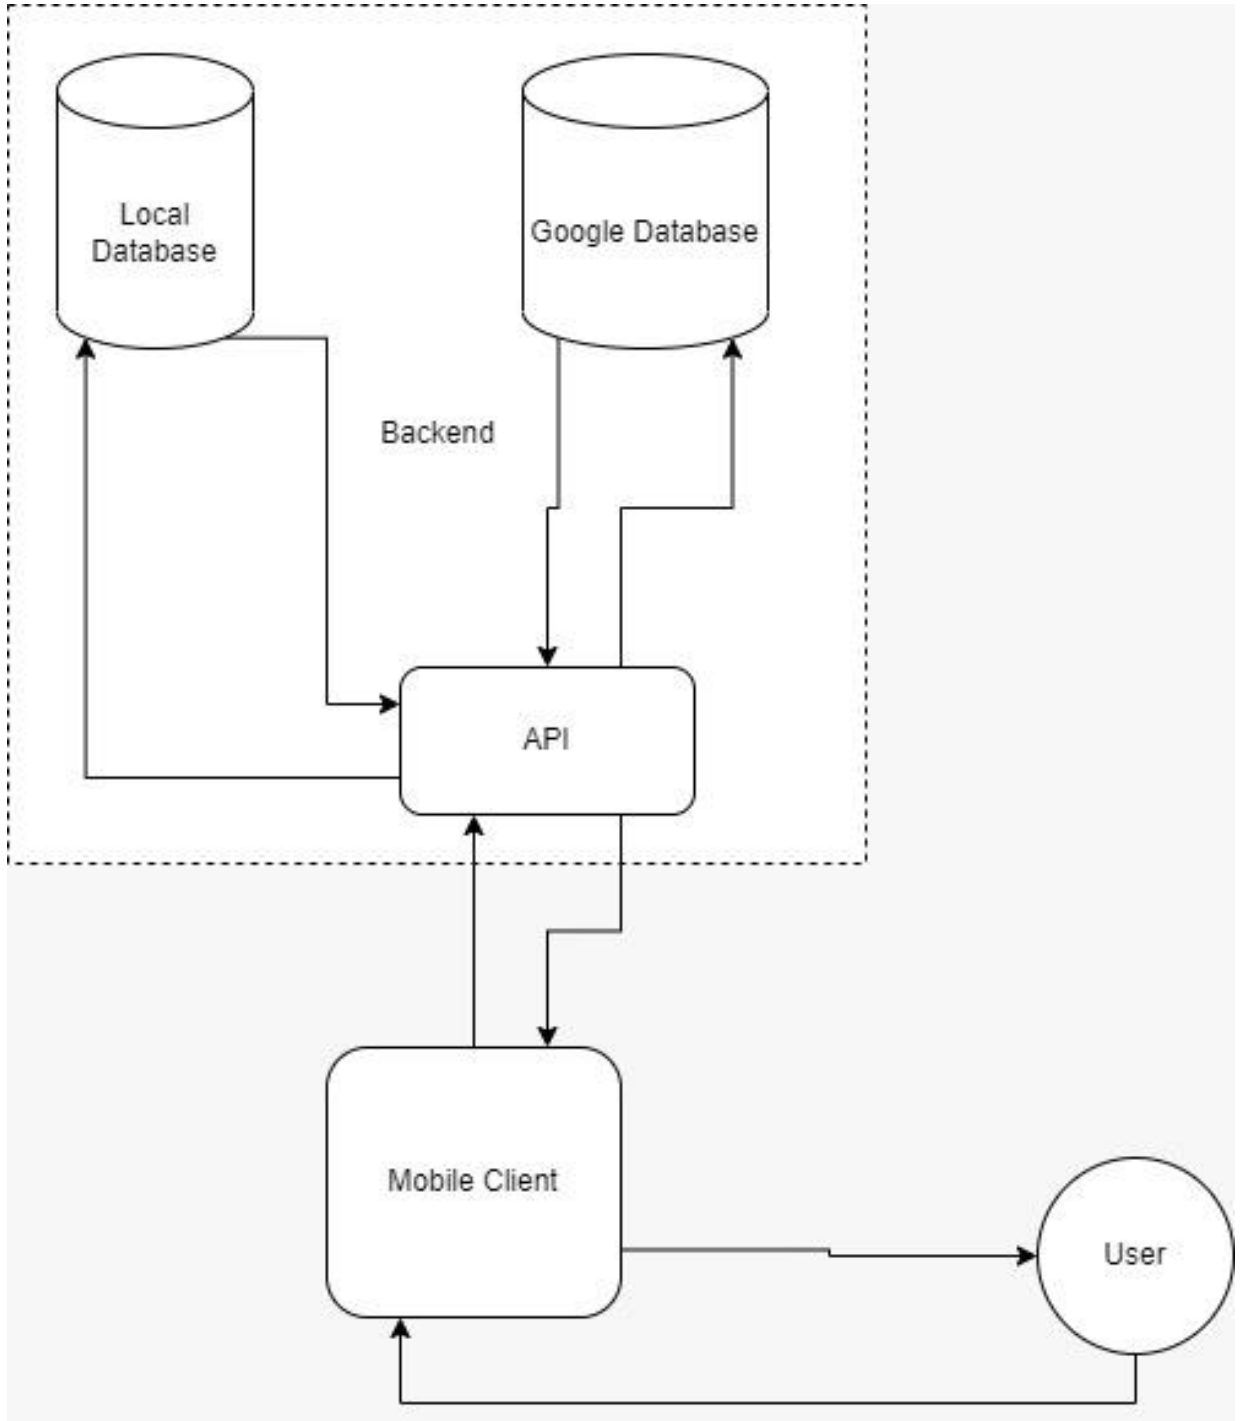 Local
Database
Google Database
Backend
API
Mobile Client
User